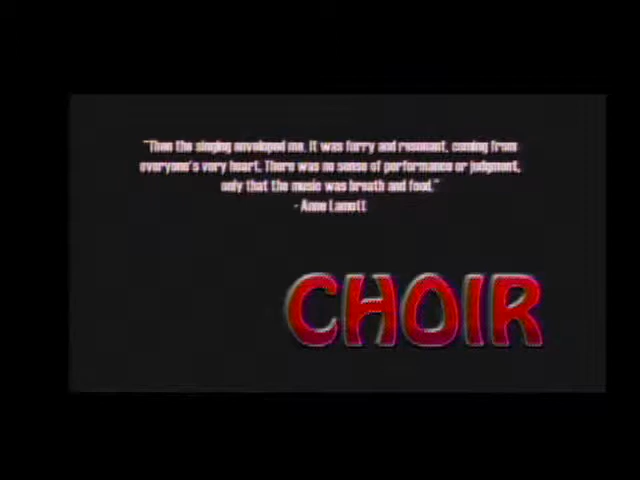 "Then the singing enveloped me. It was furry and resonant, coming from
everyone's very heart. There was no sense of performance or judgment,
only that the music was breath and food."
- Anne Lamott
CHOIR